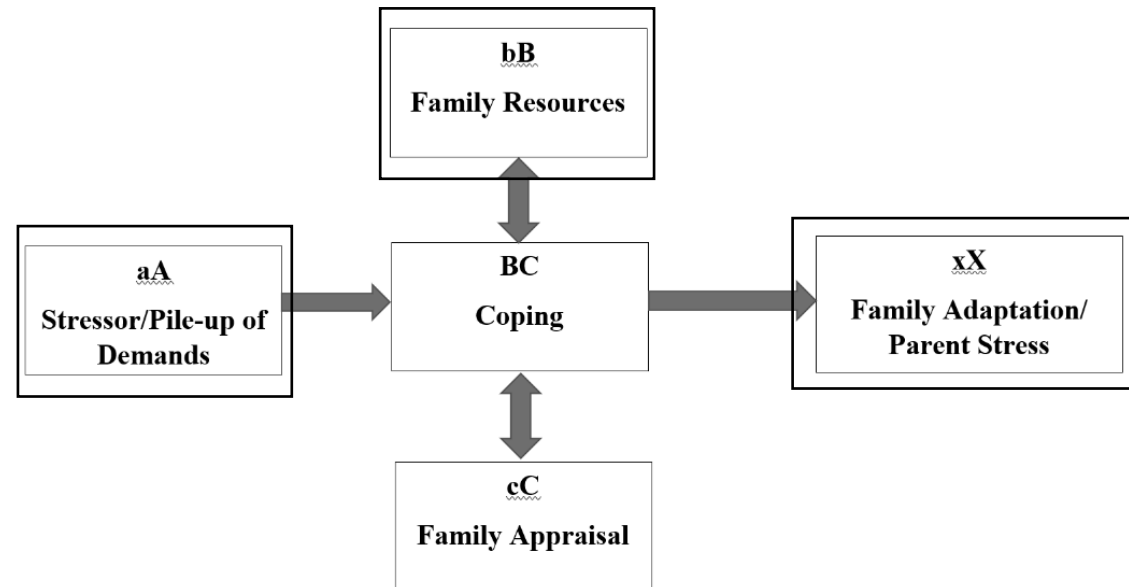 bB
Family Resources
aA
Stressor/Pile-up of
Demands
BC
Coping
xX
Family Adaptation/
Parent Stress
cC
Family Appraisal